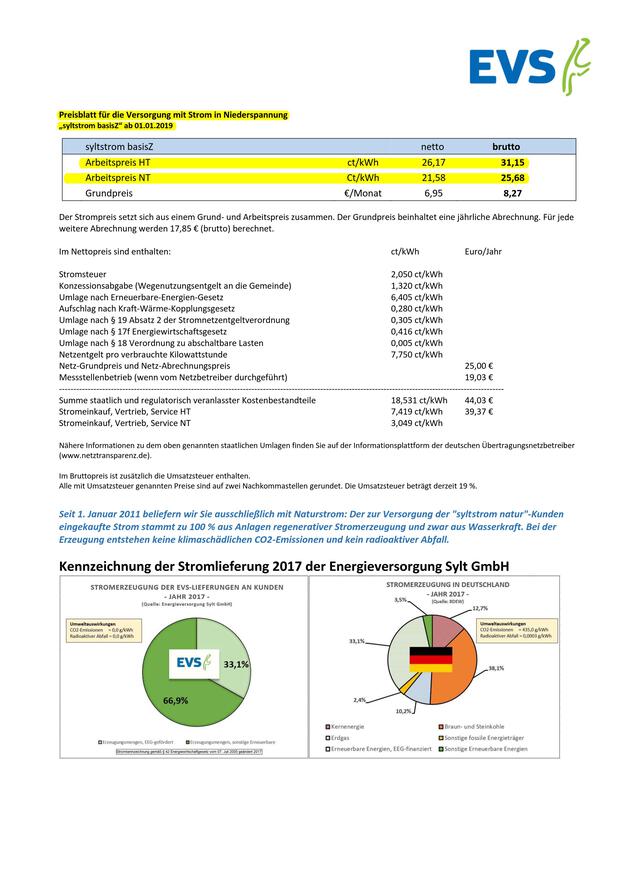 EVS
Preisblatt für die Versorgung mit Strom in Niederspannung
„syltstrom basisZ“ ab 01.01.2019
syltstrom basisZ netto brutto
Arbeitspreis HT ct/kWh 26,17 31,15
Arbeitspreis NT Ct/kWh 21,58 25,68
Grundpreis €/Monat 6,95 8,27
Der Strompreis setzt sich aus einem Grund- und Arbeitspreis zusammen. Der Grundpreis beinhaltet eine jährliche Abrechnung. Für jede
weitere Abrechnung werden 17,85 € (brutto) berechnet.
Im Nettopreis sind enthalten: ct/kWh Euro/Jahr
Stromsteuer 2,050 ct/kWh
Konzessionsabgabe (Wegenutzungsentgelt an die Gemeinde) 1,320 ct/kWh
Umlage nach Erneuerbare-Energien-Gesetz 6,405 ct/kWh
Aufschlag nach Kraft-Wärme-Kopplungsgesetz 0,280 ct/kWh
Umlage nach § 19 Absatz 2 der Stromnetzentgeltverordnung 0,305 ct/kWh
Umlage nach § 17f Energiewirtschaftsgesetz 0,416 ct/kWh
Umlage nach § 18 Verordnung zu abschaltbare Lasten 0,005 ct/kWh
Netzentgelt pro verbrauchte Kilowattstunde 7,750 ct/kWh
Netz-Grundpreis und Netz-Abrechnungspreis 25,00 €
Messstellenbetrieb (wenn vom Netzbetreiber durchgeführt) 19,03 €
Summe staatlich und regulatorisch veranlasster Kostenbestandteile 18,531 ct/kWh 44,03 €
Stromeinkauf, Vertrieb, Service HT 7,419 ct/kWh 39,37 €
Stromeinkauf, Vertrieb, Service NT 3,049 ct/kWh
Nähere Informationen zu dem oben genannten staatlichen Umlagen finden Sie auf der Informationsplattform der deutschen Übertragungsnetzbetreiber
(www.netztransparenz.de).
Im Bruttopreis ist zusätzlich die Umsatzsteuer enthalten.
Alle mit Umsatzsteuer genannten Preise sind auf zwei Nachkommastellen gerundet. Die Umsatzsteuer beträgt derzeit 19 %.
Seit 1. Januar 2011 beliefern wir Sie ausschließlich mit Naturstrom: Der zur Versorgung der "syltstrom natur"-Kunden
eingekaufte Strom stammt zu 100 % aus Anlagen regenerativer Stromerzeugung und zwar aus Wasserkraft. Bei der
Erzeugung entstehen keine klimaschädlichen CO2-Emissionen und kein radioaktiver Abfall.
Kennzeichnung der Stromlieferung 2017 der Energieversorgung Sylt GmbH
STROMERZEUGUNG DER EVS-LIEFERUNGEN AN KUNDEN
- JAHR 2017 -
(Quelle: Energieversorgung Sylt GmbH)
Umweltauswirkungen
CO2-Emissionen = 0,0 g/kWh
Radioaktiver Abfall = 0,0 g/kWh
EVS
33,1%
66,9%
Erzeugungsmengen, EEG-gefördert Erzeugungsmengen, sonstige Erneuerbare
Stromkennzeichnung gemäß § 42 Energiewirtschaftsgesetz vom 07. Juli 2005 geändert 2017
STROMERZEUGUNG IN DEUTSCHLAND
- JAHR 2017 -
(Quelle: BDEW)
Umweltauswirkungen
CO2-Emissionen = 435,0 g/kWh
Radioaktiver Abfall = 0,0003 g/kWh
3,5%
12,7%
33,1%
38,1%
2,4%
10,2%
Kernenergie Braun- und Steinkohle
Erdgas Sonstige fossile Energieträger
Erneuerbare Energien, EEG-finanziert Sonstige Erneuerbare Energien